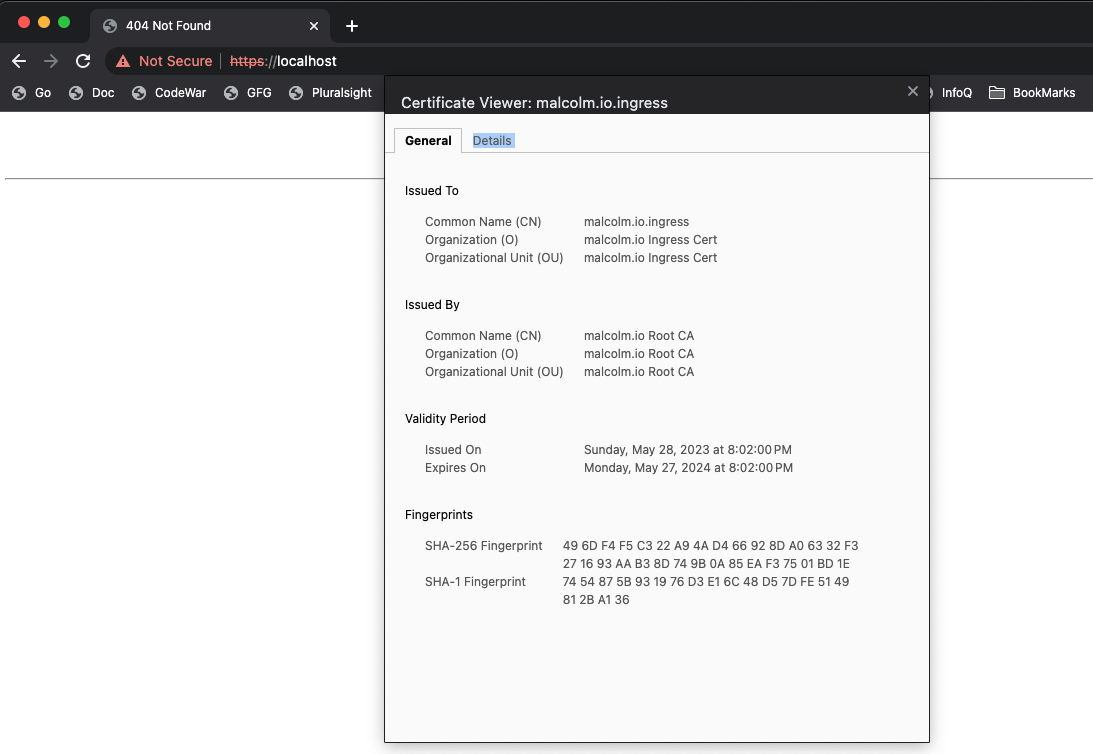 404 Not Found
Not Secure https://localhost
Go Doc CodeWar GFG Pluralsight InfoQ BookMarks
Certificate Viewer: malcolm.io.ingress
General Details
Issued To
Common Name (CN) malcolm.io.ingress
Organization (O) malcolm.io Ingress Cert
Organizational Unit (OU) malcolm.io Ingress Cert
Issued By
Common Name (CN) malcolm.io Root CA
Organization (O) malcolm.io Root CA
Organizational Unit (OU) malcolm.io Root CA
Validity Period
Issued On Sunday, May 28, 2023 at 8:02:00 PM
Expires On Monday, May 27, 2024 at 8:02:00 PM
Fingerprints
SHA-256 Fingerprint 49 6D F4 F5 C3 22 A9 4A D4 66 92 8D A0 63 32 F3
27 16 93 AA B3 8D 74 9B 0A 85 EA F3 75 01 BD 1E
SHA-1 Fingerprint 74 54 87 5B 93 19 76 D3 E1 6C 48 D5 7D FE 51 49
81 2B A1 36